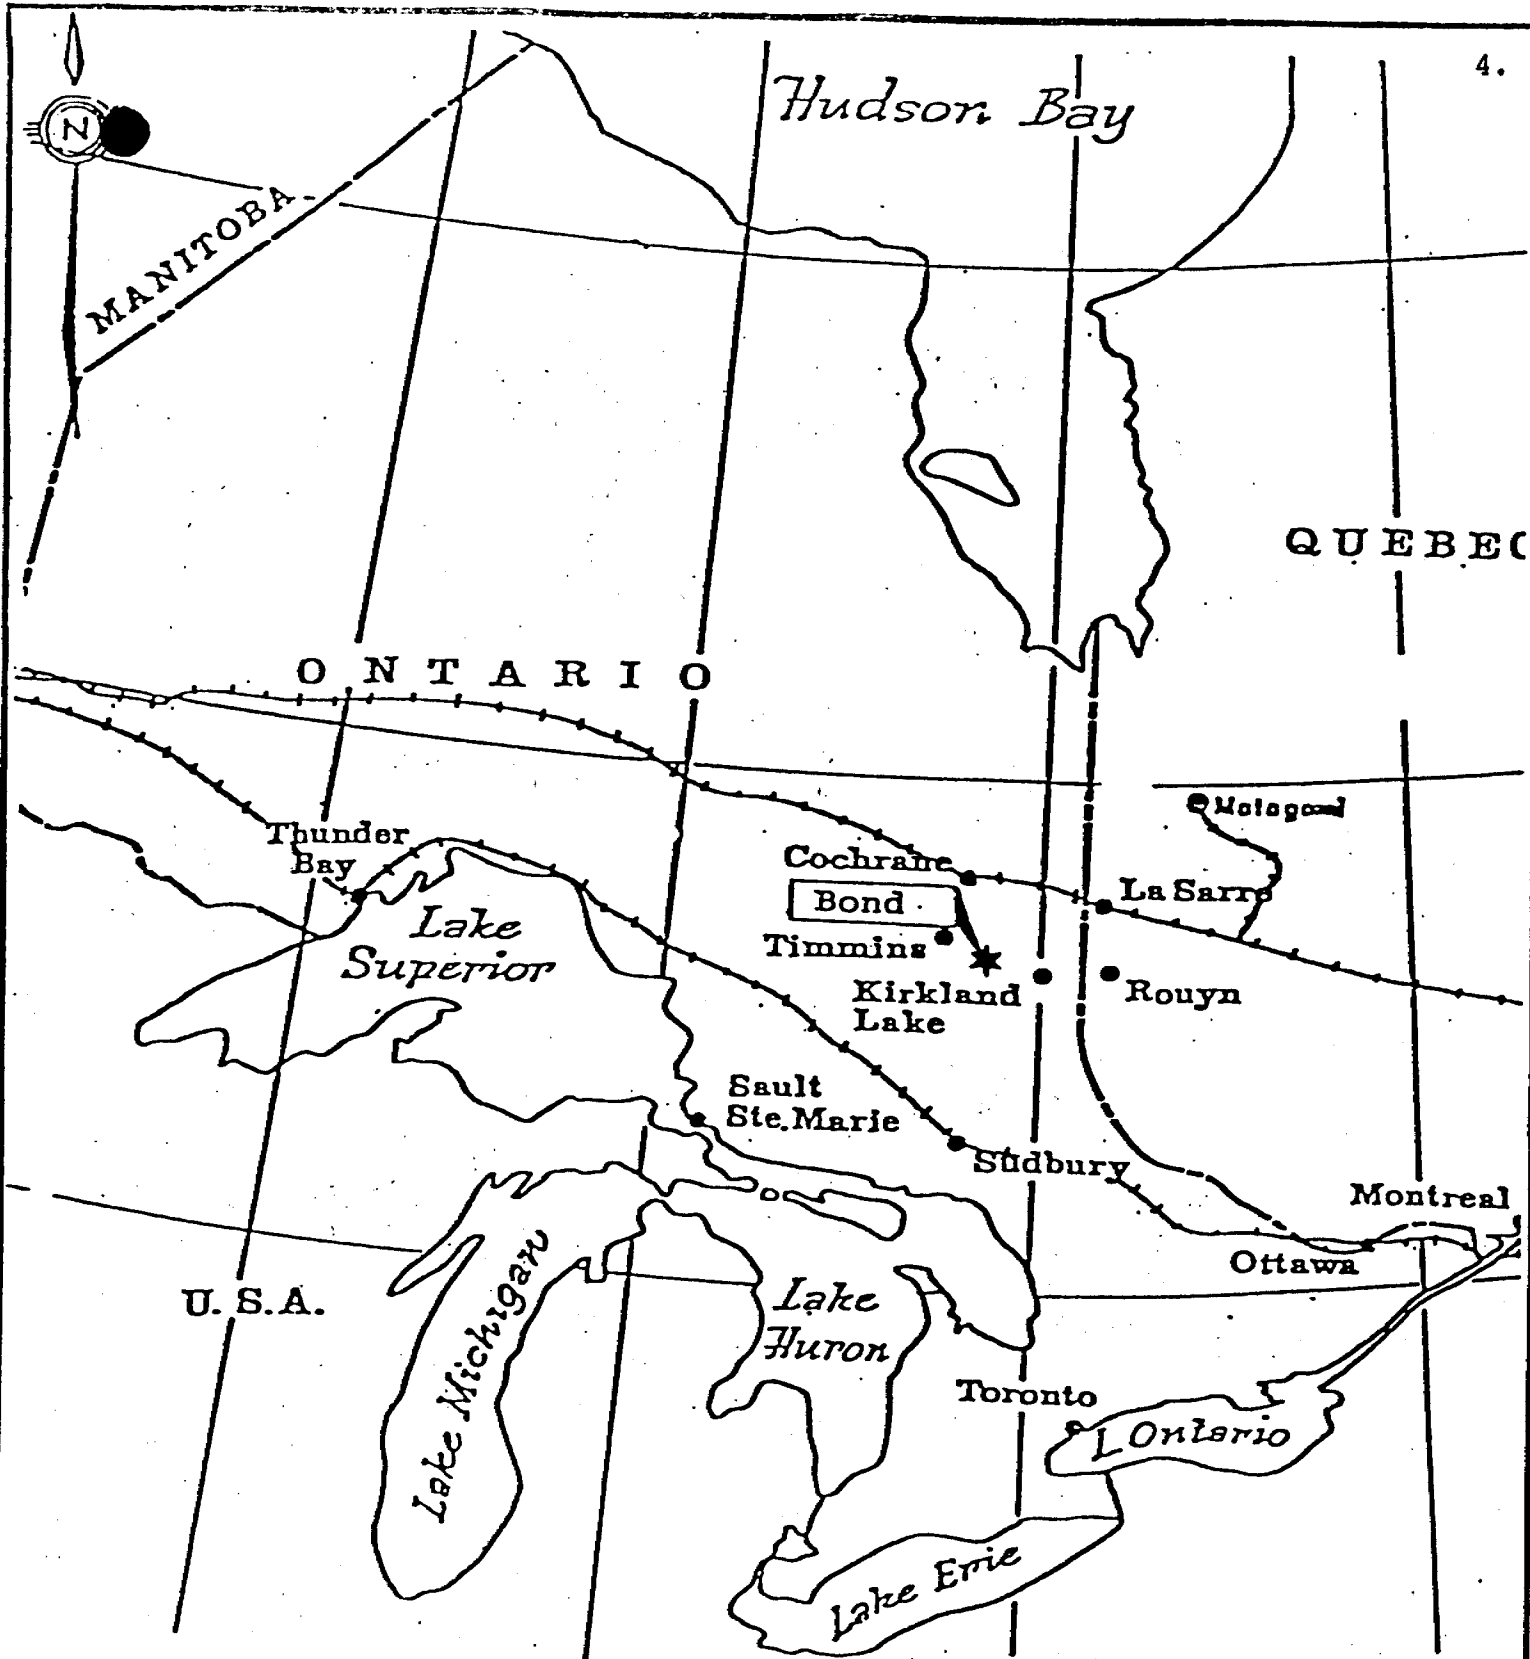 4.
Hudson Bay
N
MANITOBA
QUEBEC
ONTARIO
Thunder
Bay
Cochrane
Bond
La Sarre
Lake
Superior
Timmins
Kirkland
Lake
Rouyn
Sault
Ste. Marie
Sudbury
Montreal
Ottawa
U.S.A.
Lake Michigan
Lake
Huron
Toronto
L Ontario
Lake Erie